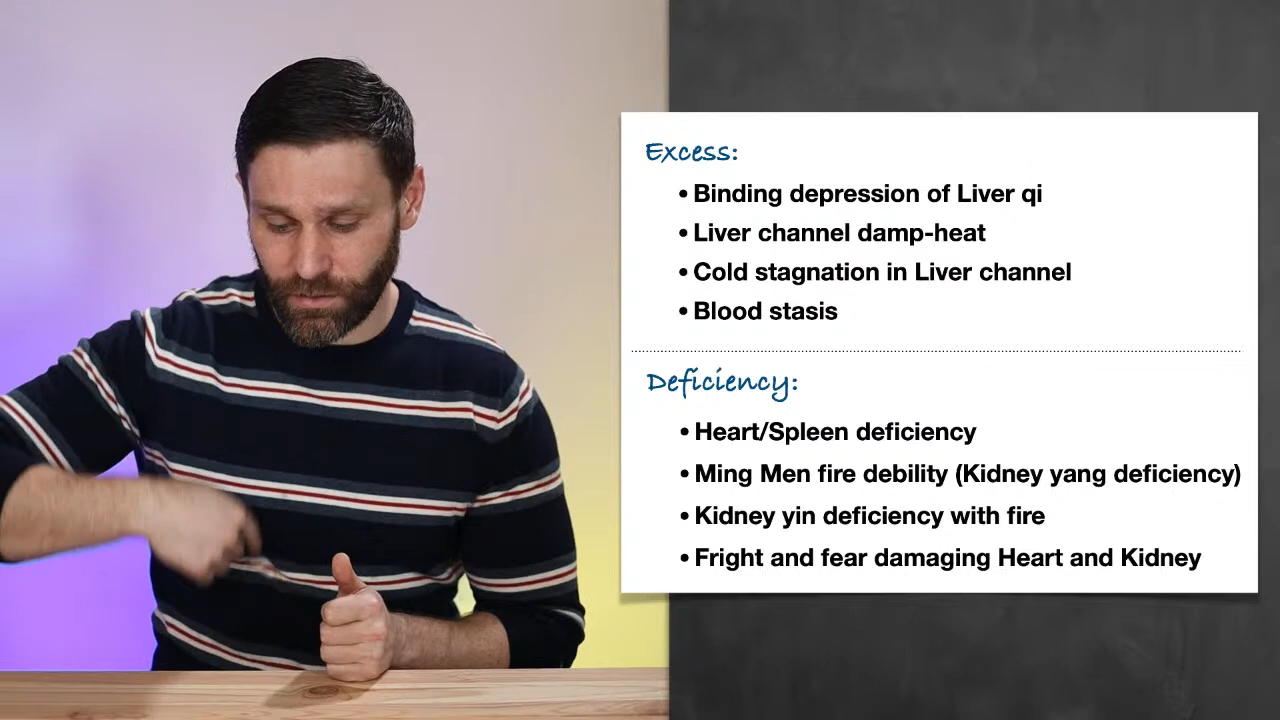 Excess:
• Binding depression of Liver qi
• Liver channel damp-heat
• Cold stagnation in Liver channel
• Blood stasis
Deficiency:
• Heart/Spleen deficiency
• Ming Men fire debility (Kidney yang deficiency)
• Kidney yin deficiency with fire
• Fright and fear damaging Heart and Kidney